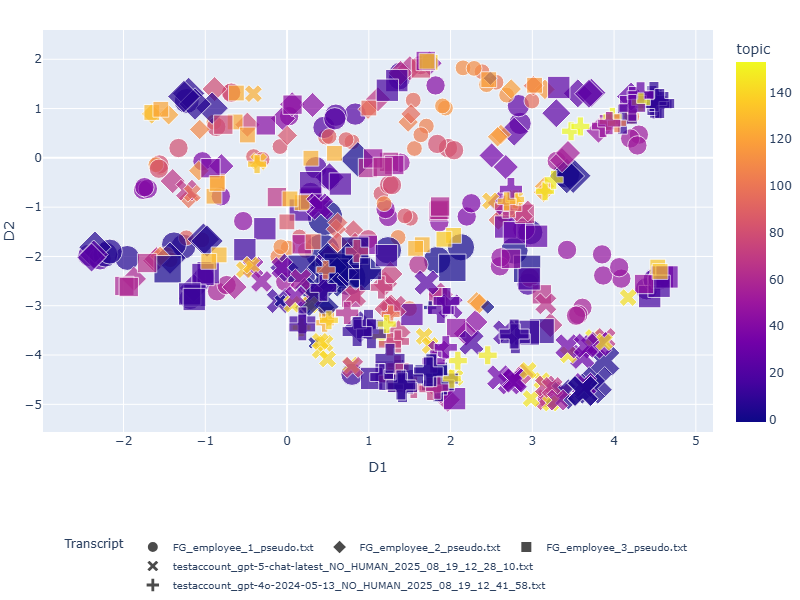 topic
2
1
0
−1
−2
−3
−4
−5
D2
−2
−1
0
1
2
3
4
5
D1
140
120
100
80
60
40
20
0
Transcript
FG_employee_1_pseudo.txt
FG_employee_2_pseudo.txt
FG_employee_3_pseudo.txt
testaccount_gpt-5-chat-latest_NO_HUMAN_2025_08_19_12_28_10.txt
testaccount_gpt-4o-2024-05-13_NO_HUMAN_2025_08_19_12_41_58.txt